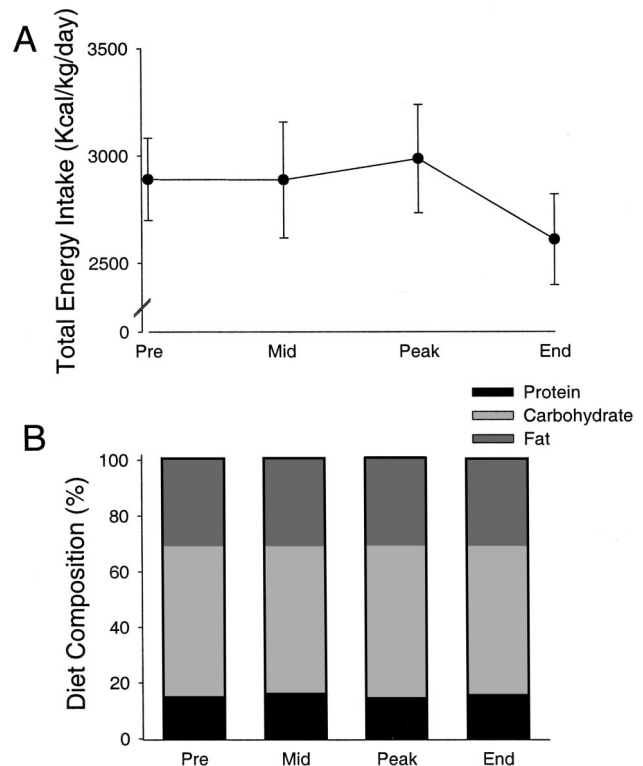 A
Total Energy Intake (Kcal/kg/day)
3500
3000
2500
0
Pre Mid Peak End
Protein
Carbohydrate
Fat
B
Diet Composition (%)
100
80
60
40
20
0
Pre Mid Peak End